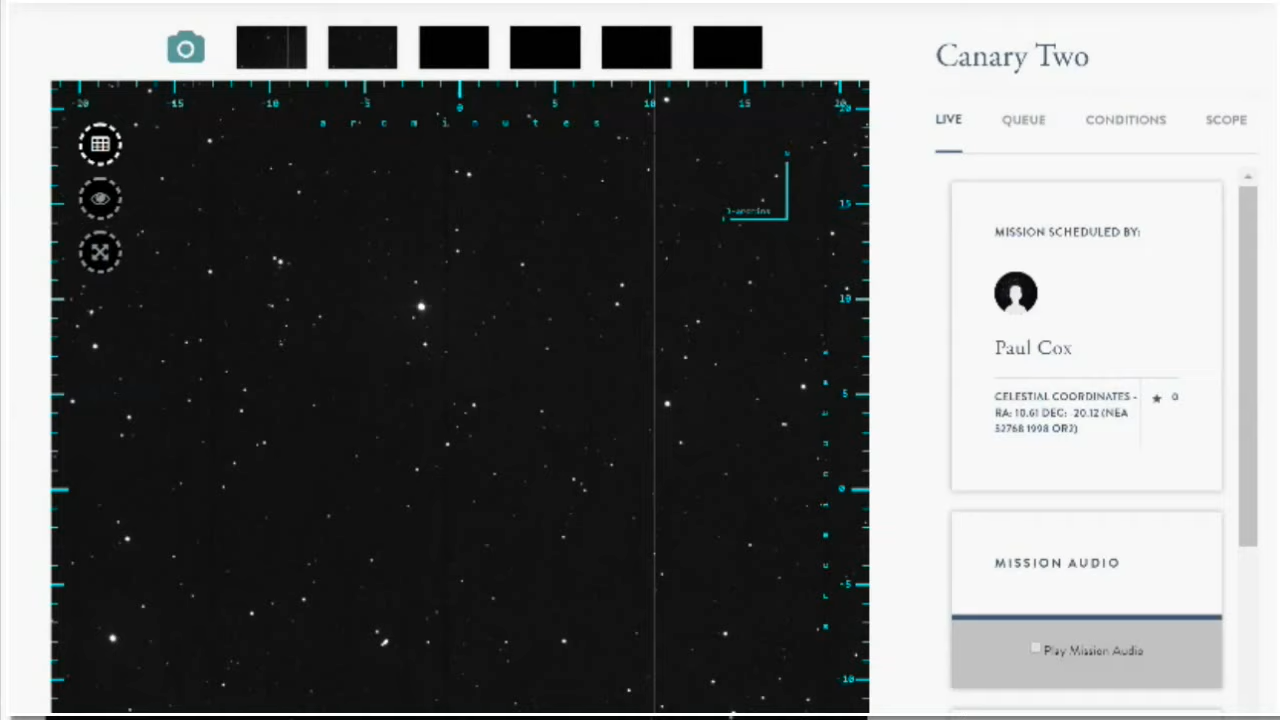 Canary Two
LIVE QUEUE CONDITIONS SCOPE
-20 -15 -10 -5 0 5 10 15 20
a r c m i n u t e s
20
15
10
5
0
-5
-10
N
MISSION SCHEDULED BY:
Paul Cox
CELESTIAL COORDINATES -
RA: 10.61 DEC: 20.12 (NEA
52768 1998 OR2)
0
MISSION AUDIO
Play Mission Audio